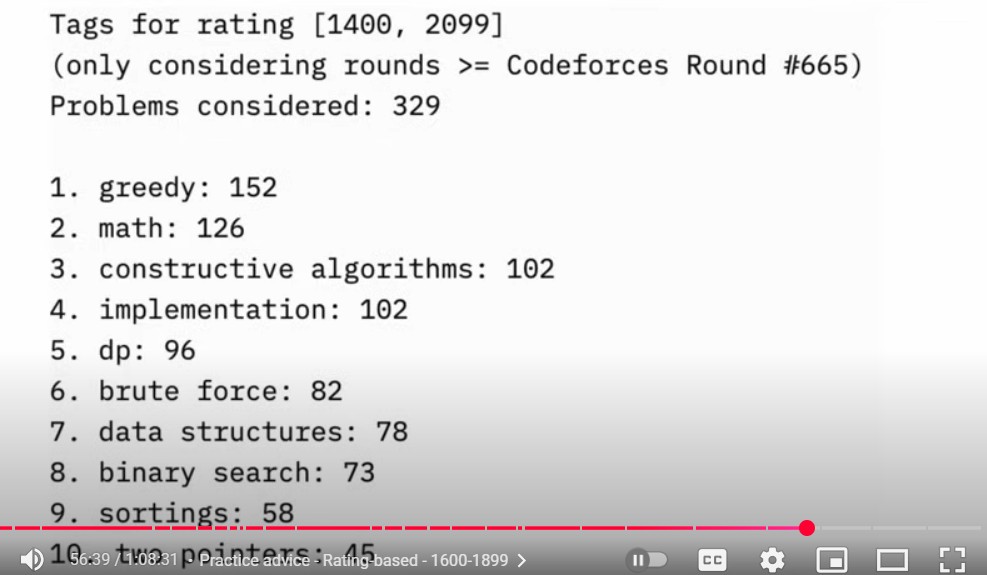 Tags for rating [1400, 2099]
(only considering rounds >= Codeforces Round #665)
Problems considered: 329
1. greedy: 152
2. math: 126
3. constructive algorithms: 102
4. implementation: 102
5. dp: 96
6. brute force: 82
7. data structures: 78
8. binary search: 73
9. sortings: 58
10. two pointers: 45
56:39 / 1:08:31 • Practice advice - Rating-based - 1600-1899 >
CC